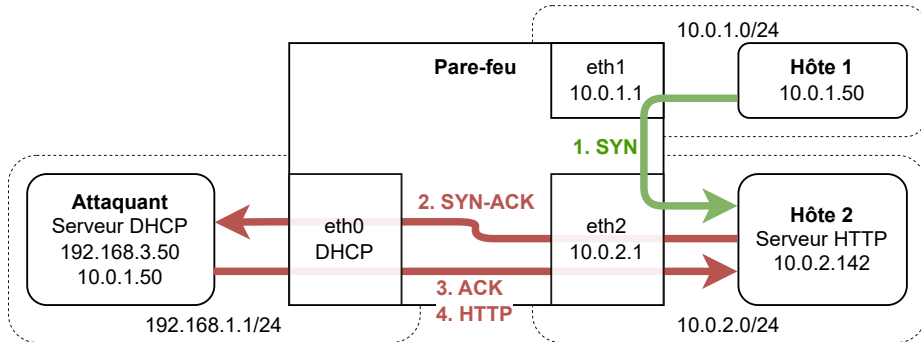 10.0.1.0/24
Pare-feu
eth1
10.0.1.1
Hôte 1
10.0.1.50
1. SYN
Attaquant
Serveur DHCP
192.168.3.50
10.0.1.50
eth0
DHCP
2. SYN-ACK
eth2
10.0.2.1
Hôte 2
Serveur HTTP
10.0.2.142
3. ACK
4. HTTP
192.168.1.1/24
10.0.2.0/24